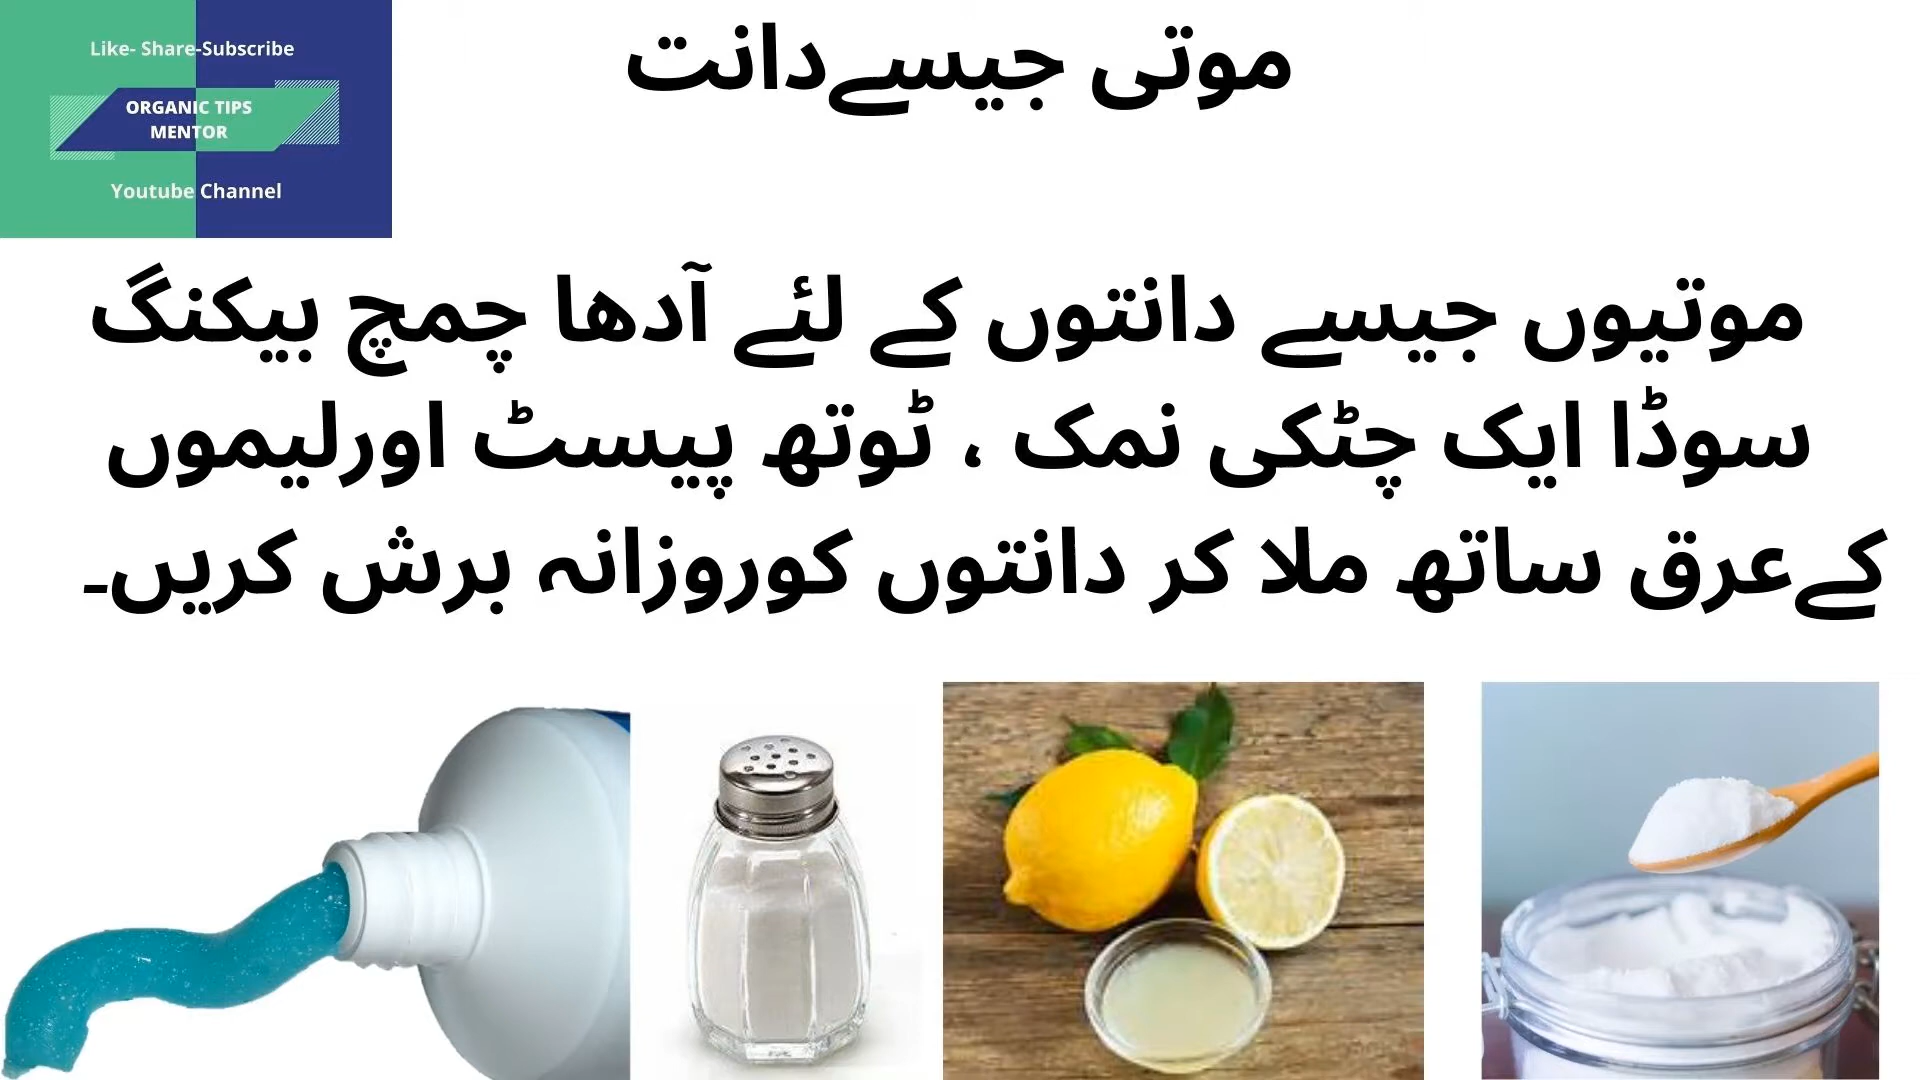 Like- Share-Subscribe
ORGANIC TIPS
MENTOR
Youtube Channel
موتی جیسےدانت
موتیوں جیسے دانتوں کے لئے آدھا چمچ بیکنگ
سوڈا ایک چٹکی نمک ، ٹوتھ پیسٹ اورلیموں
کےعرق ساتھ ملا کر دانتوں کوروزانہ برش کریں۔